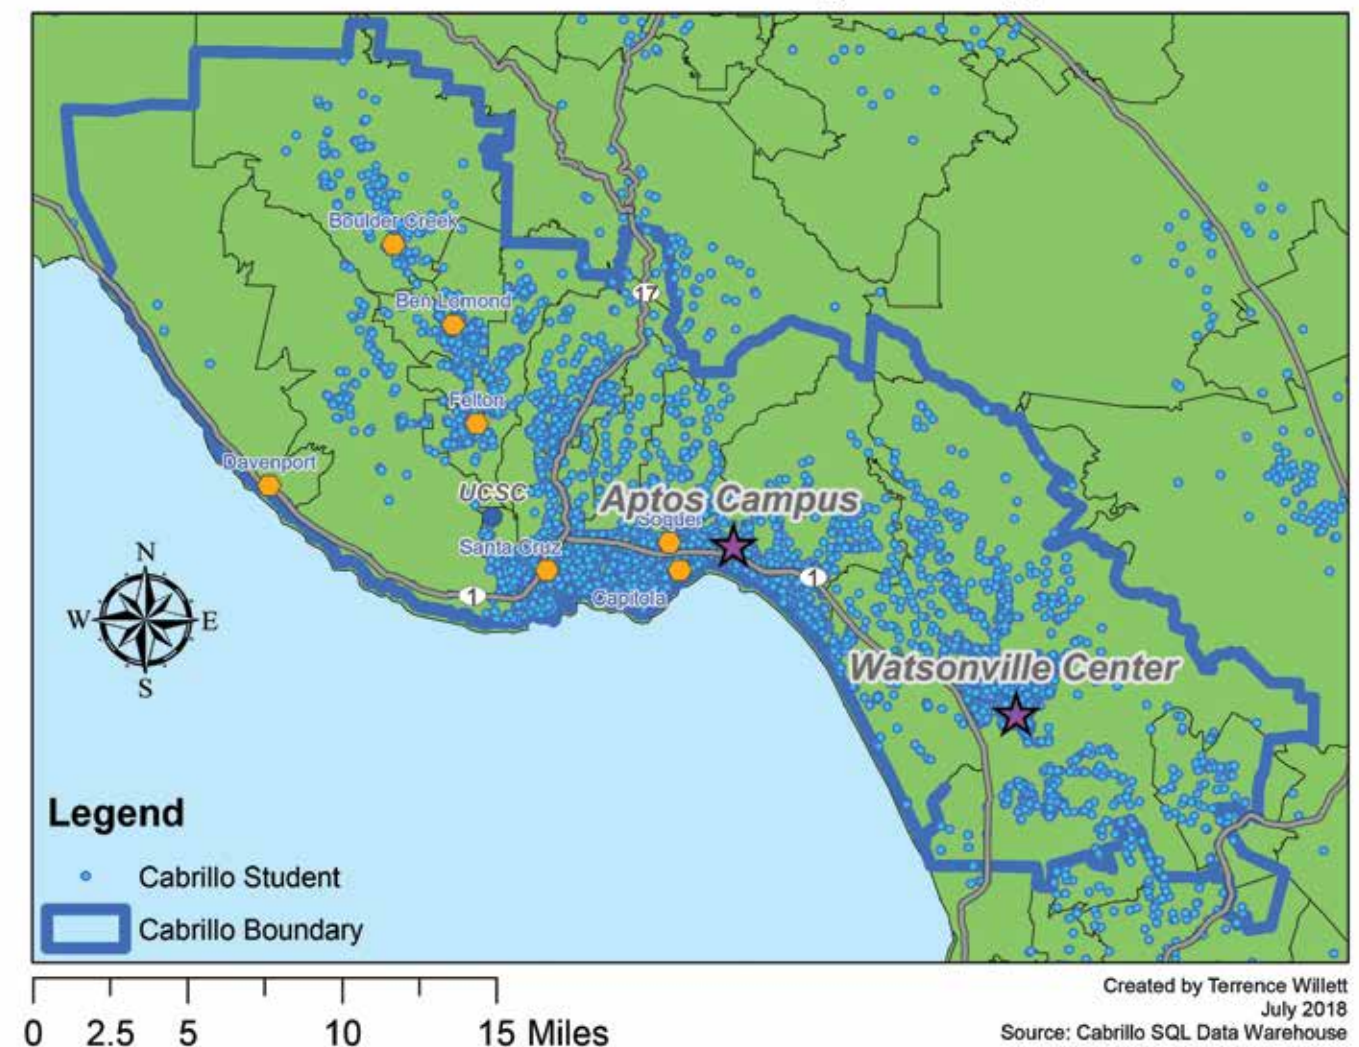 Boulder Creek
17
Ben Lomond
Felton
Davenport
UCSC
Aptos Campus
Soquel
Santa Cruz
1
1
Capitola
N
W
E
S
Watsonville Center
Legend
Cabrillo Student
Cabrillo Boundary
0 2.5 5 10 15 Miles
Created by Terrence Willett
July 2018
Source: Cabrillo SQL Data Warehouse